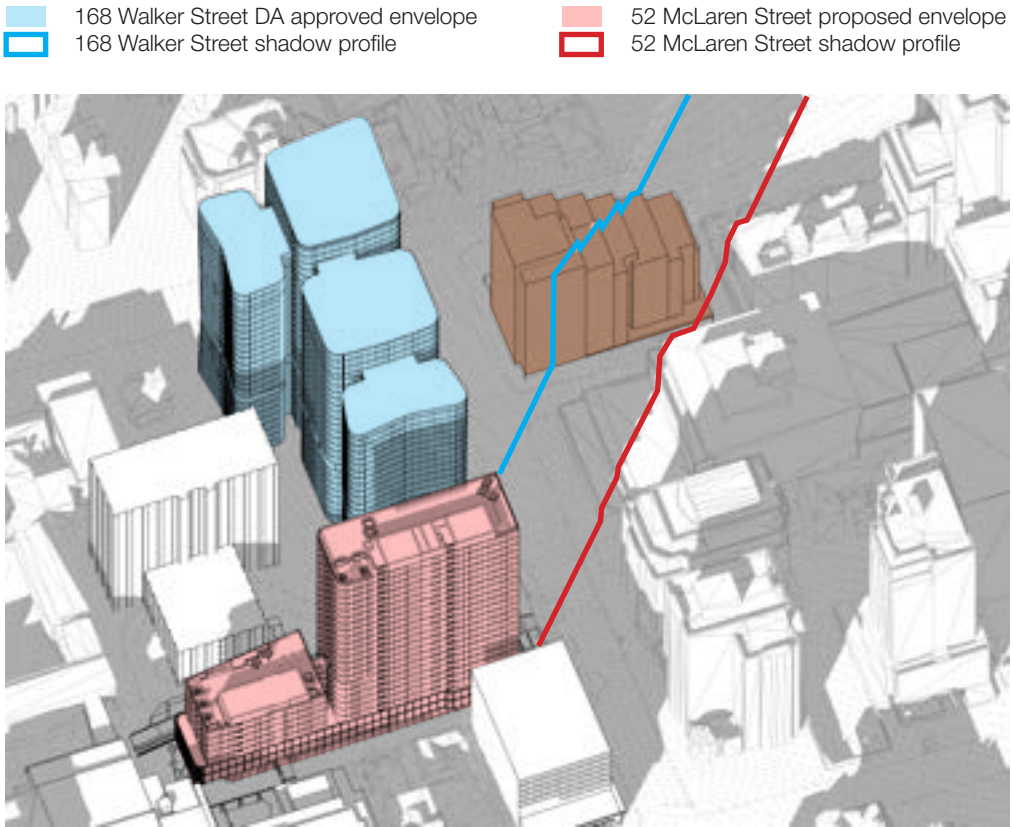 168 Walker Street DA approved envelope
168 Walker Street shadow profile
52 McLaren Street proposed envelope
52 McLaren Street shadow profile